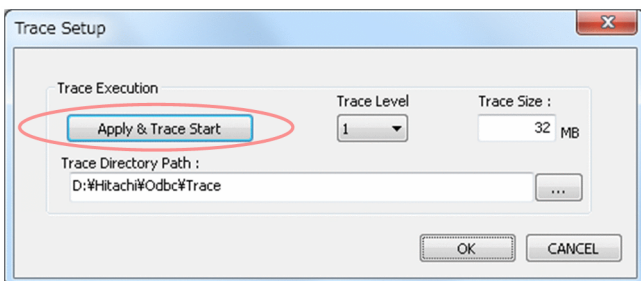 Trace Setup
Trace Execution
Trace Level
Trace Size :
Apply & Trace Start
1
32
MB
Trace Directory Path :
D:¥Hitachi¥Odbc¥Trace
...
OK
CANCEL